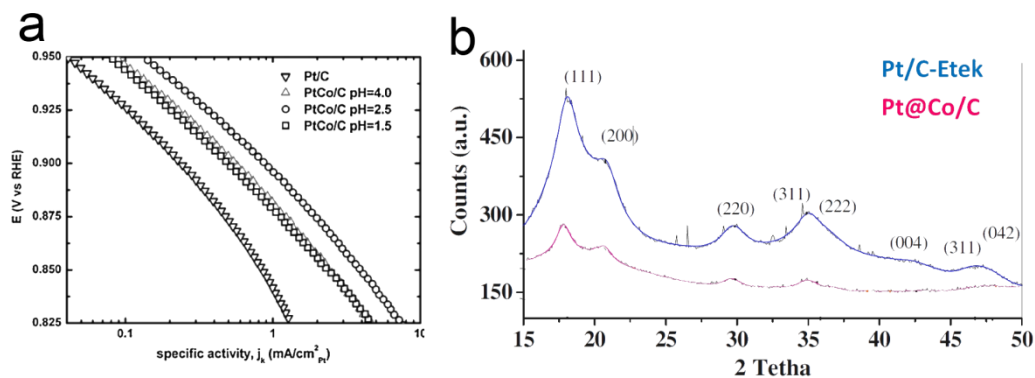 a
0.950
0.925
0.900
0.875
0.850
0.825
E (V vs RHE)
Pt/C
PtCo/C pH=4.0
PtCo/C pH=2.5
PtCo/C pH=1.5
0.1
1
10
specific activity, jk (mA/cm2Pt)
b
600
450
300
150
Counts (a.u.)
Pt/C-Etek
Pt@Co/C
(111)
(200)
(220)
(311)
(222)
(004)
(311)
(042)
15
20
25
30
35
40
45
50
2 Tetha